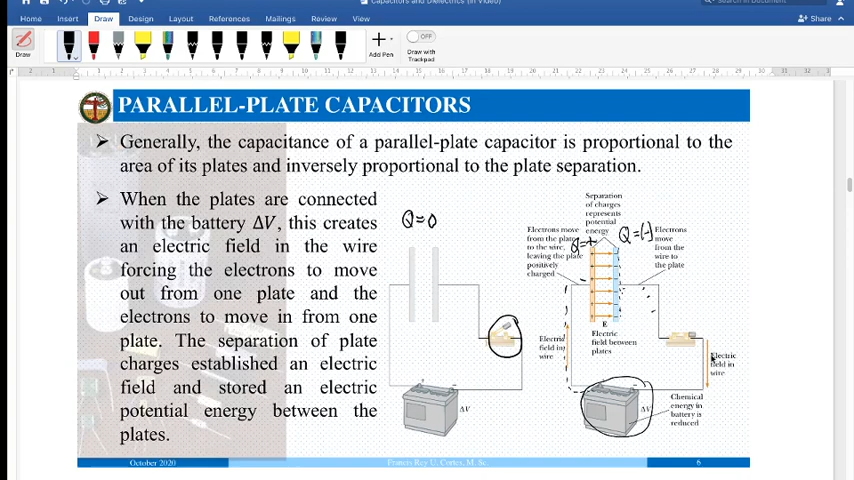 Capacitors and Dielectrics (in Video)
Search in Document
Home Insert Draw Design Layout References Mailings Review View
Share
Draw
Add Pen
OFF
Draw with
Trackpad
PARALLEL-PLATE CAPACITORS
Generally, the capacitance of a parallel-plate capacitor is proportional to the
area of its plates and inversely proportional to the plate separation.
When the plates are connected
with the battery ΔV, this creates
an electric field in the wire
forcing the electrons to move
out from one plate and the
electrons to move in from one
plate. The separation of plate
charges established an electric
field and stored an electric
potential energy between the
plates.
Q=0
ΔV
Separation
of charges
represents
potential
energy
Electrons move
from the plate
to the wire,
leaving the plate
positively
charged
Q=+
Q=(-)
Electrons
move
from the
wire to
the plate
E
Electric
field between
plates
Electric
field in
wire
Electric
field in
wire
Chemical
energy in
battery is
reduced
ΔV
October 2020
Francis Rey U. Cortes, M. Sc.
6